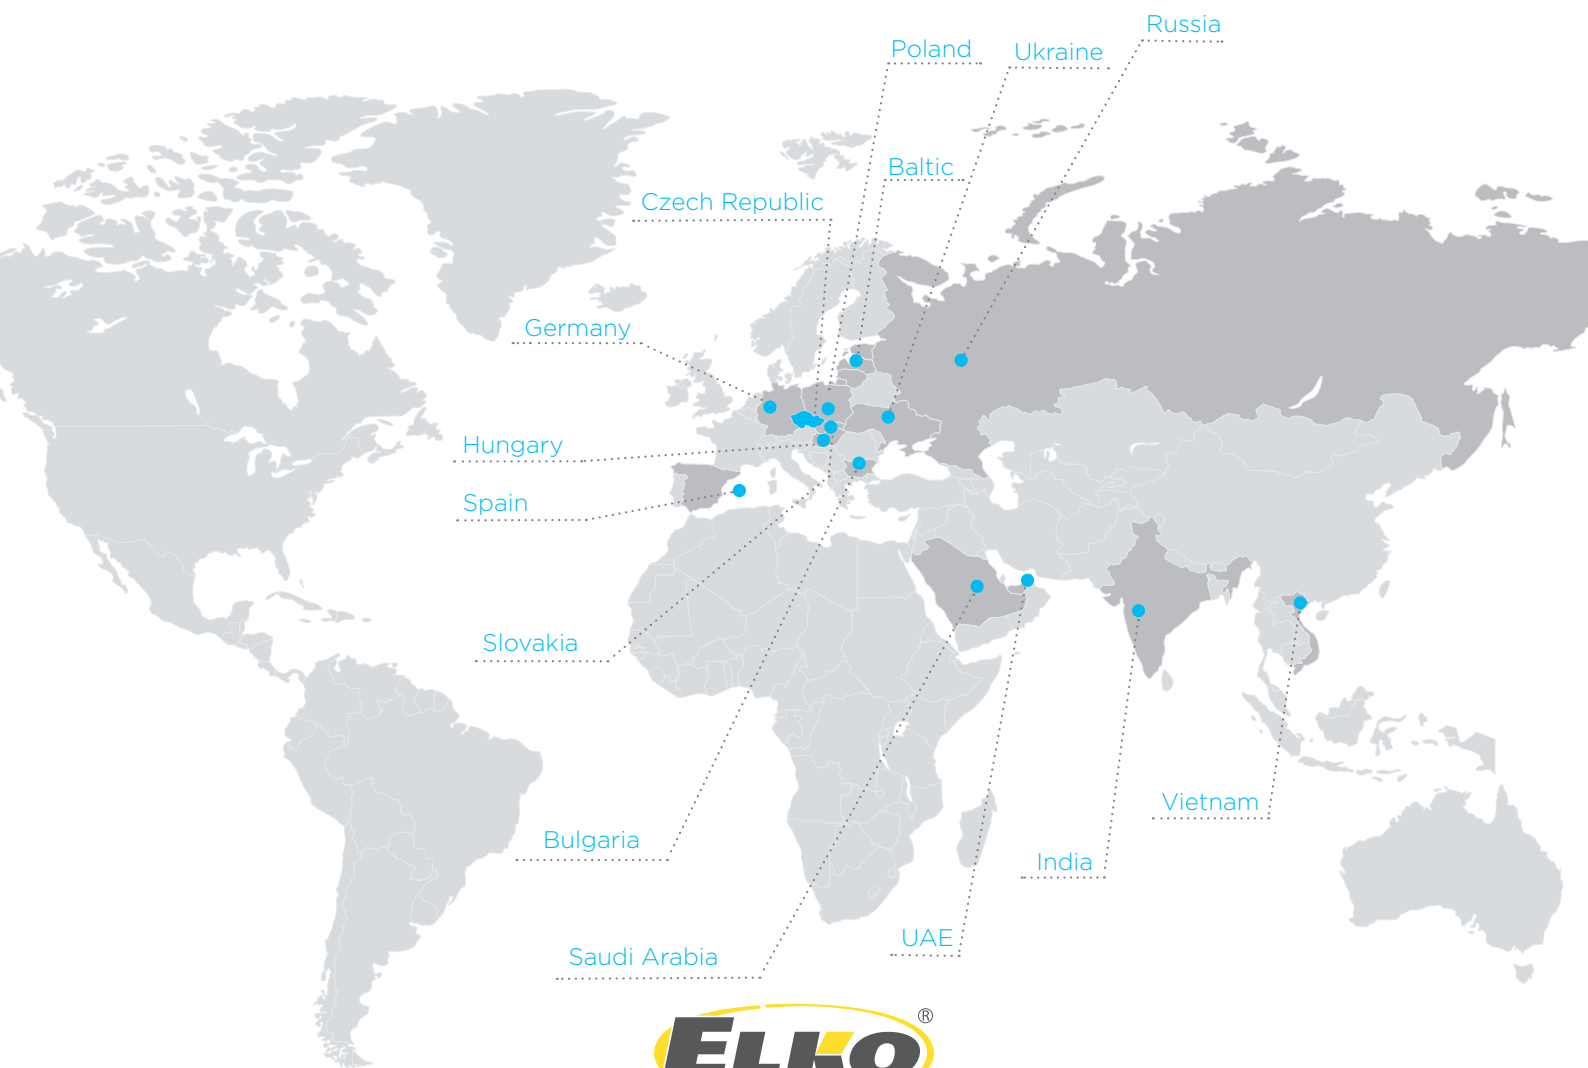 Russia
Poland
Ukraine
Baltic
Czech Republic
Germany
Hungary
Spain
Slovakia
Vietnam
Bulgaria
India
UAE
Saudi Arabia
ELKO ®